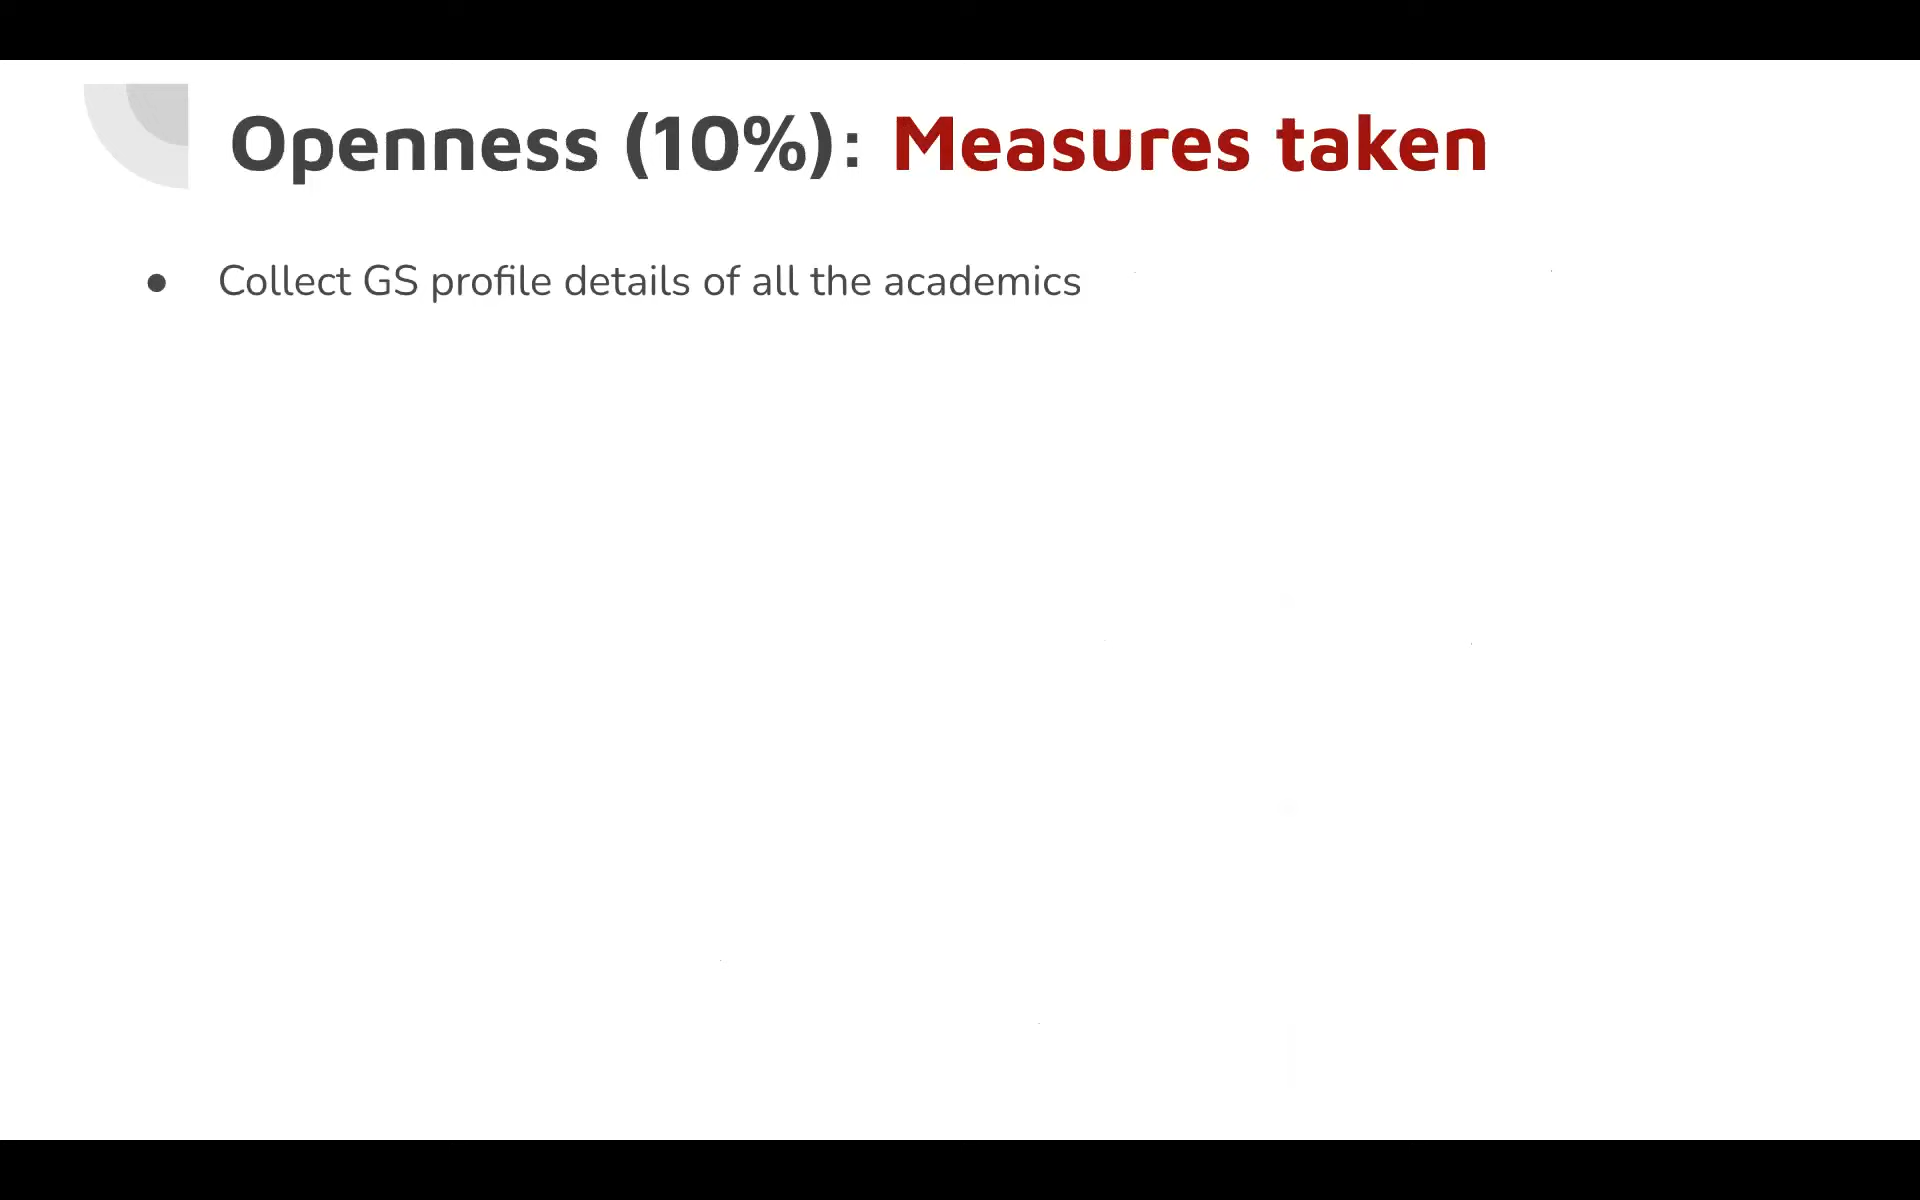 Openness (10%): Measures taken
● Collect GS profile details of all the academics